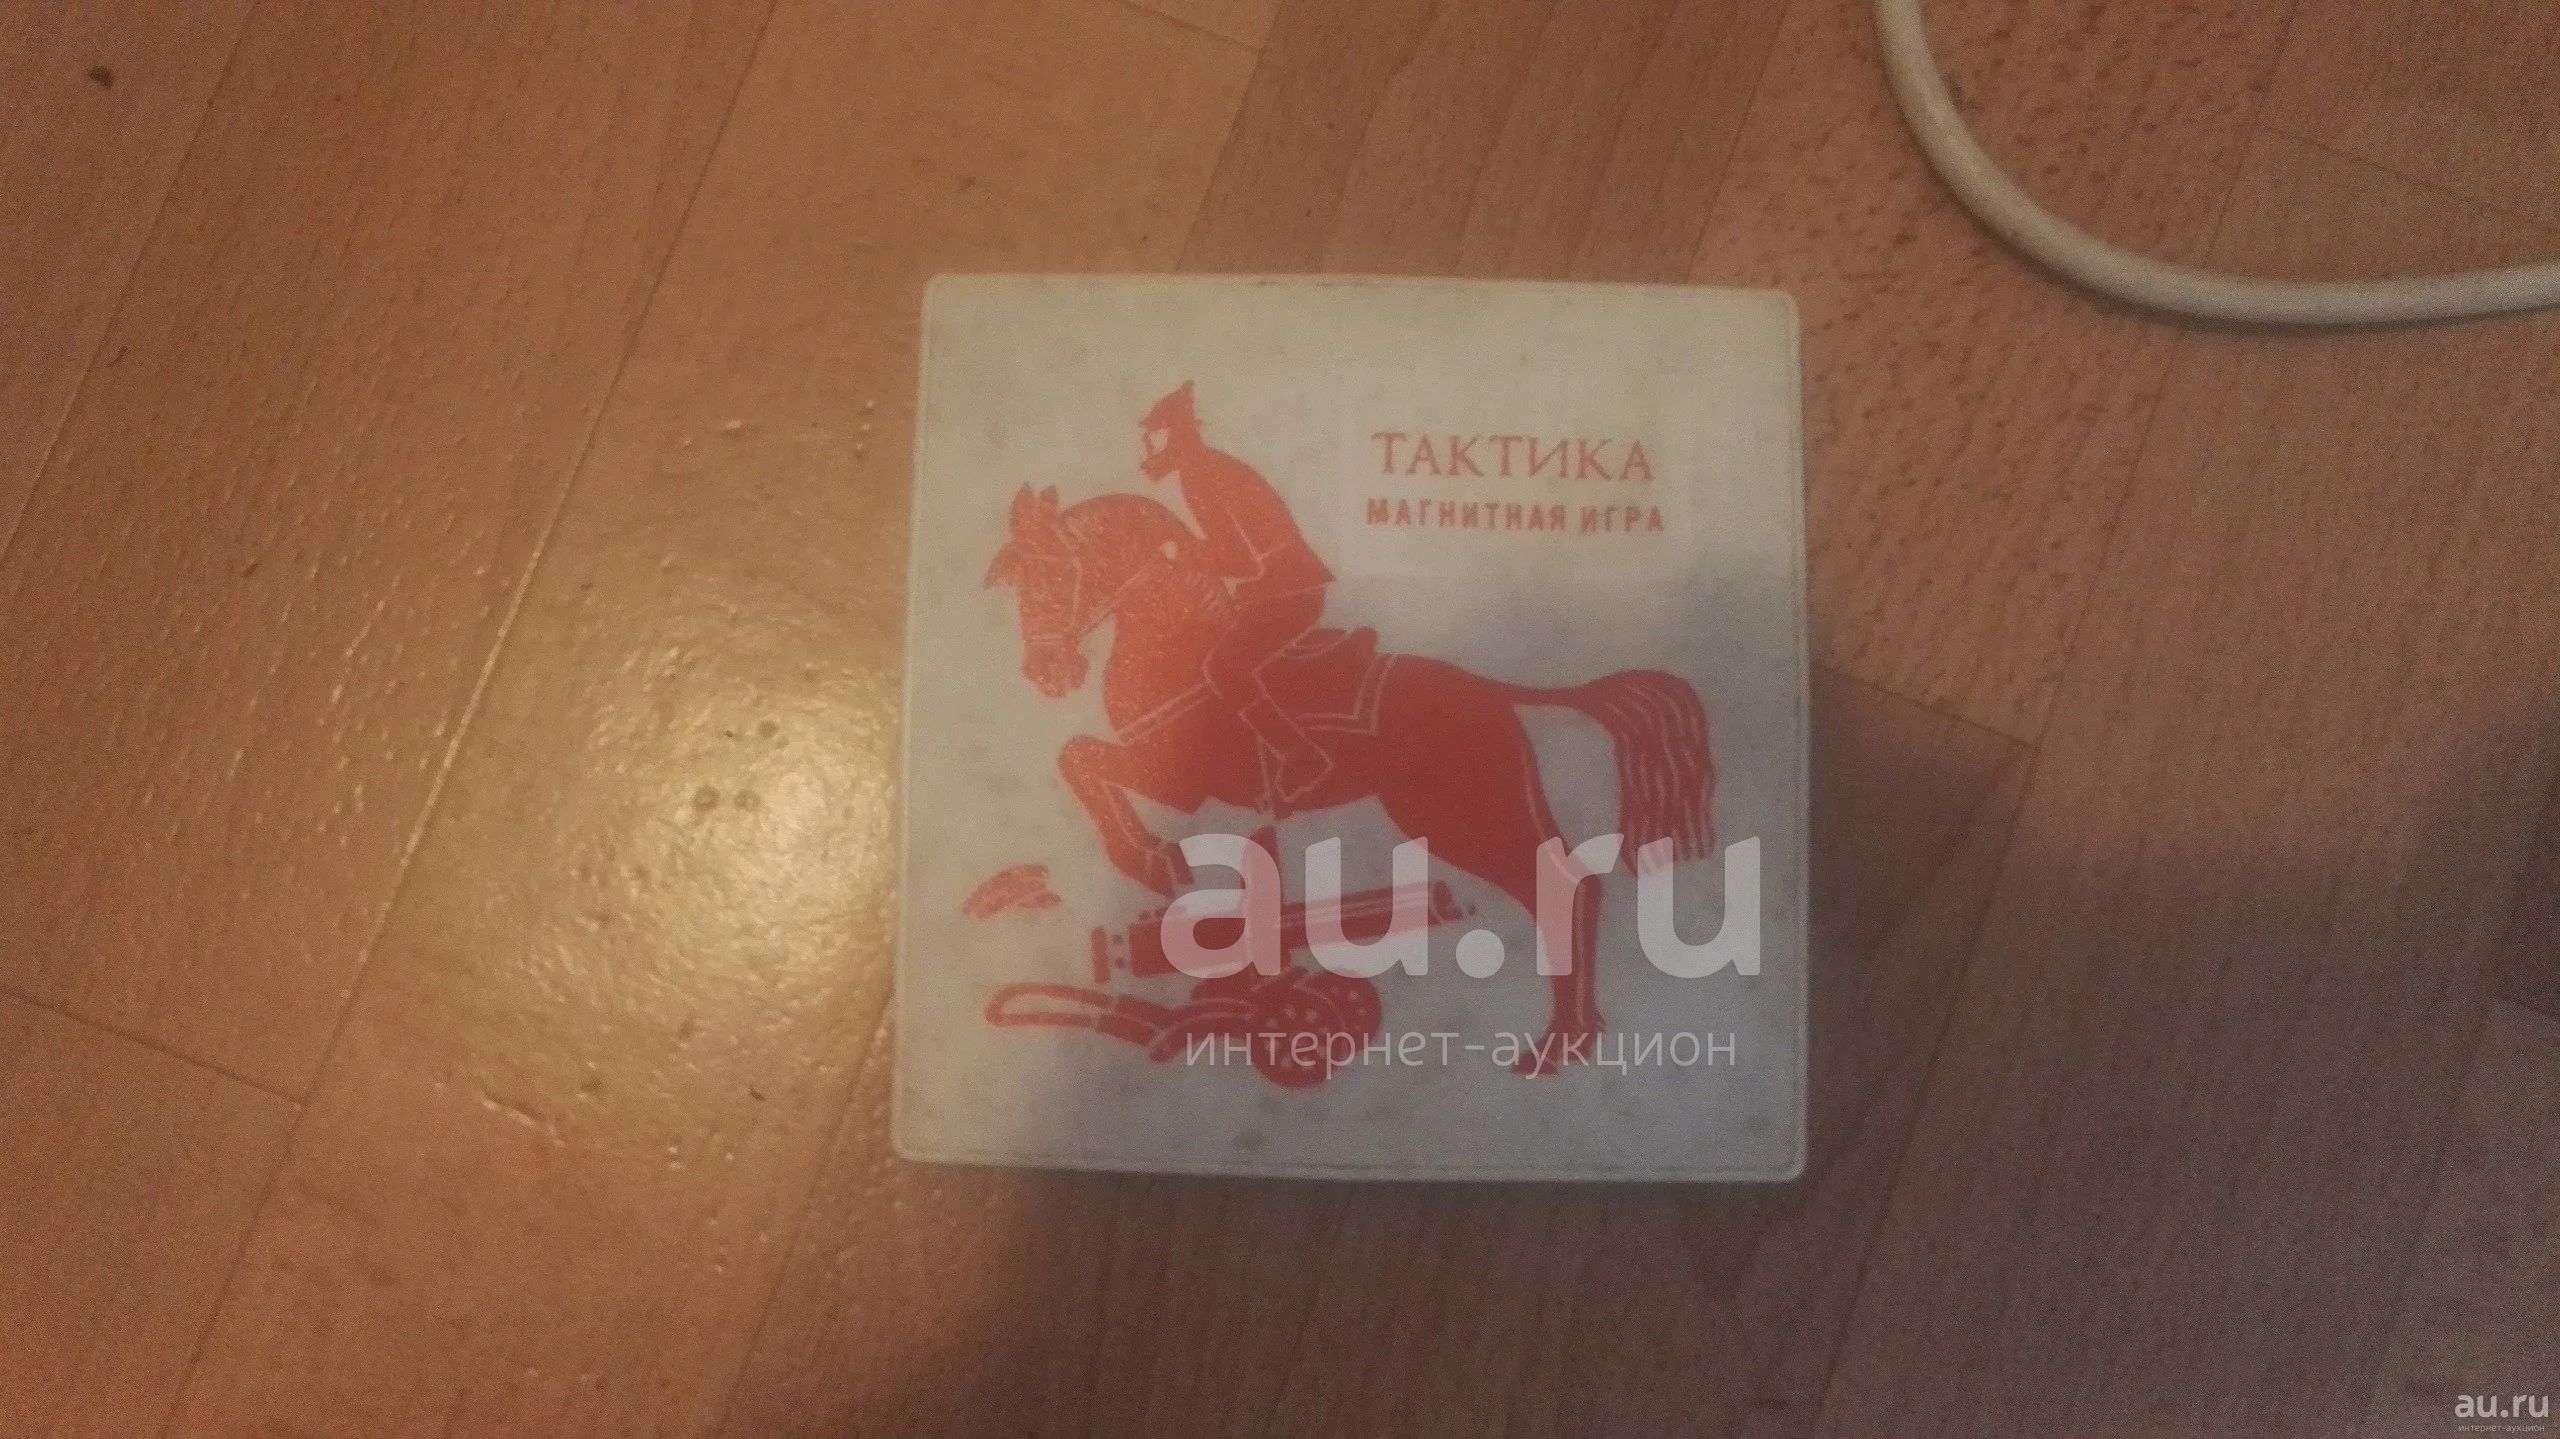 ТАКТИКА
МАГНИТНАЯ ИГРА
au.ru
интернет-аукцион
au.ru
интернет-аукцион